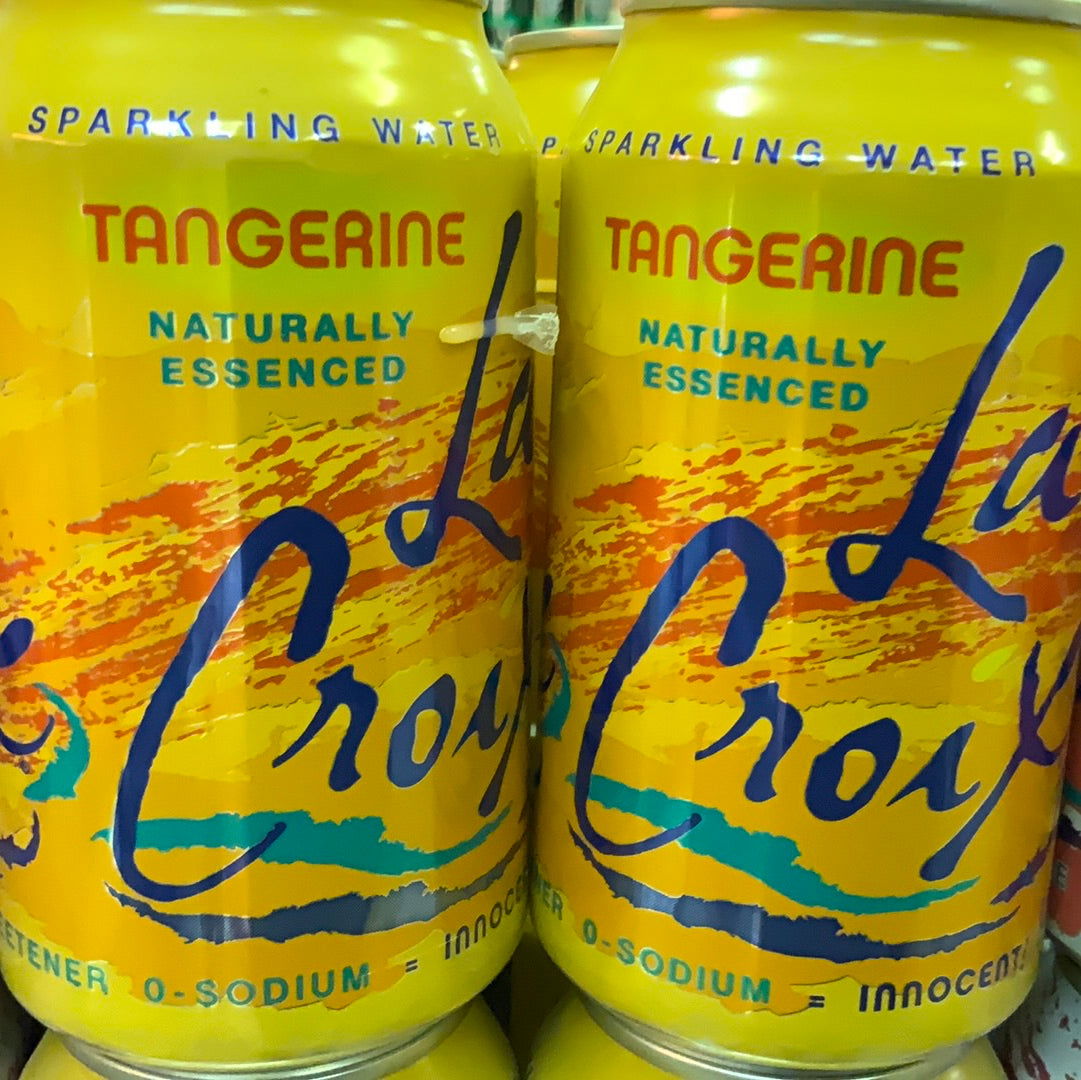 SPARKLING WATER
TANGERINE
NATURALLY
ESSENCED
La
Croix
0-SODIUM =
SPARKLING WATER
TANGERINE
NATURALLY
ESSENCED
La
Croix
0-SODIUM = INNOCENT!